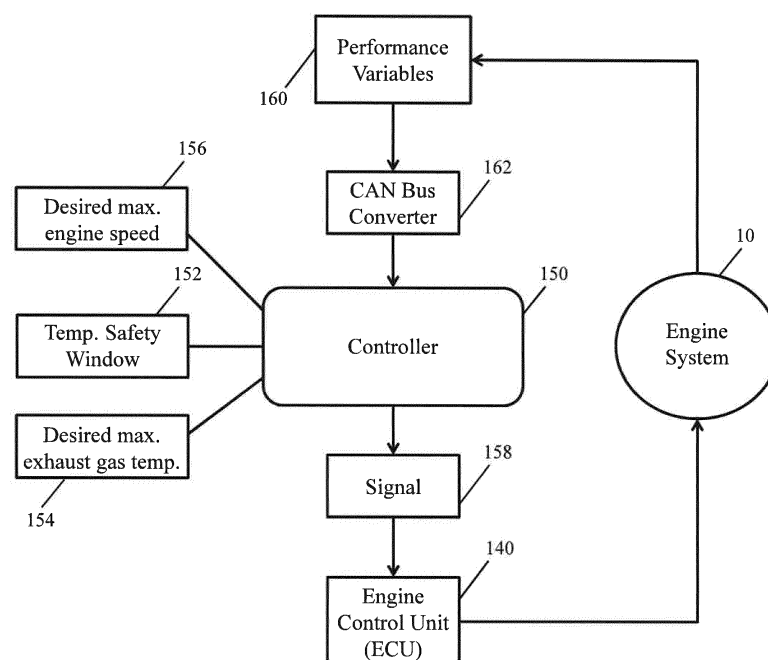 Performance
Variables
160
156
CAN Bus
Converter
162
Desired max.
engine speed
10
152
150
Temp. Safety
Window
Controller
Engine
System
Desired max.
exhaust gas temp.
154
158
Signal
140
Engine
Control Unit
(ECU)